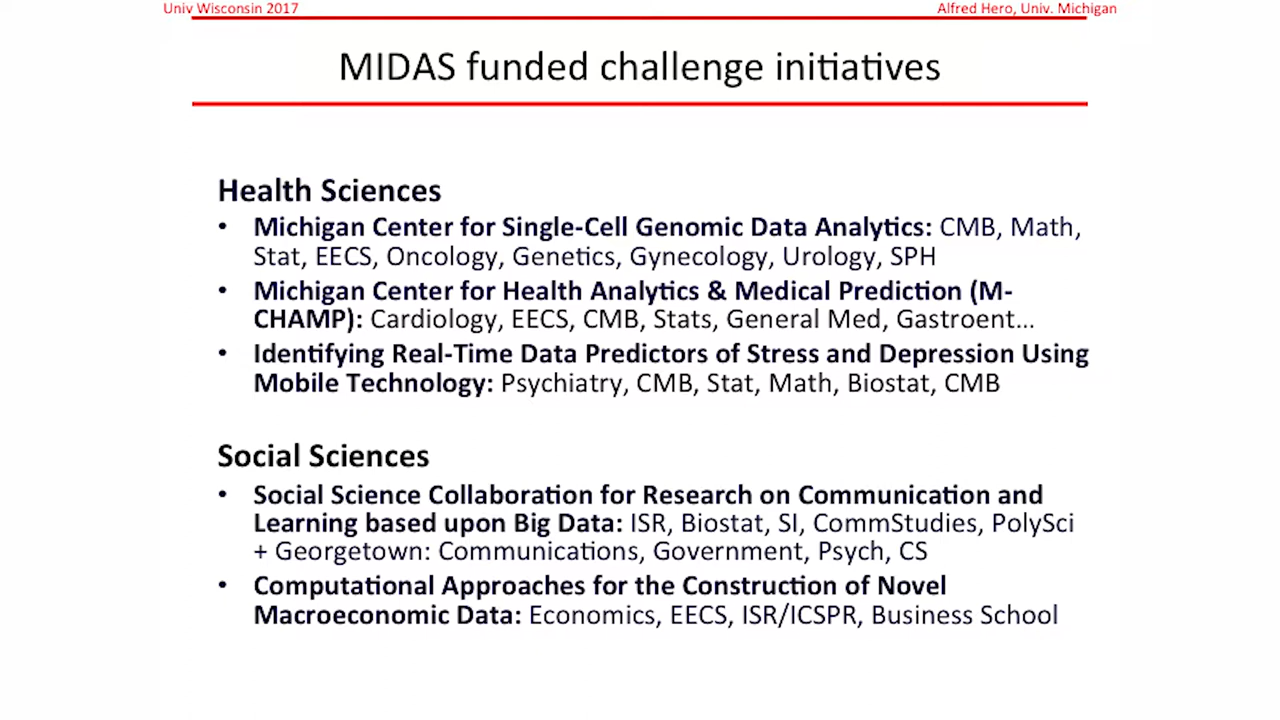 Univ Wisconsin 2017
Alfred Hero, Univ. Michigan
MIDAS funded challenge initiatives
Health Sciences
• Michigan Center for Single-Cell Genomic Data Analytics: CMB, Math,
Stat, EECS, Oncology, Genetics, Gynecology, Urology, SPH
• Michigan Center for Health Analytics & Medical Prediction (M-
CHAMP): Cardiology, EECS, CMB, Stats, General Med, Gastroent...
• Identifying Real-Time Data Predictors of Stress and Depression Using
Mobile Technology: Psychiatry, CMB, Stat, Math, Biostat, CMB
Social Sciences
• Social Science Collaboration for Research on Communication and
Learning based upon Big Data: ISR, Biostat, SI, CommStudies, PolySci
+ Georgetown: Communications, Government, Psych, CS
• Computational Approaches for the Construction of Novel
Macroeconomic Data: Economics, EECS, ISR/ICSPR, Business School